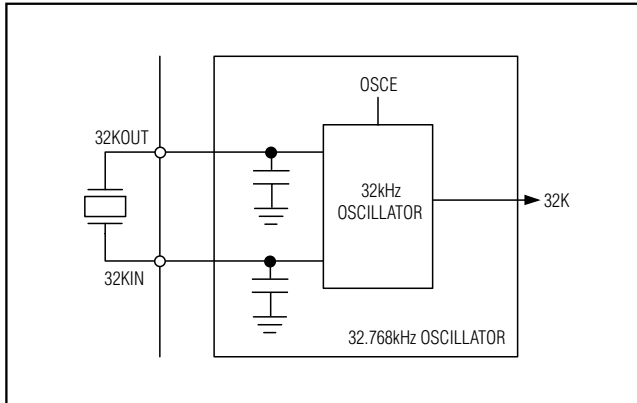 OSCE
32KOUT
32kHz
OSCILLATOR
32K
32KIN
32.768kHz OSCILLATOR